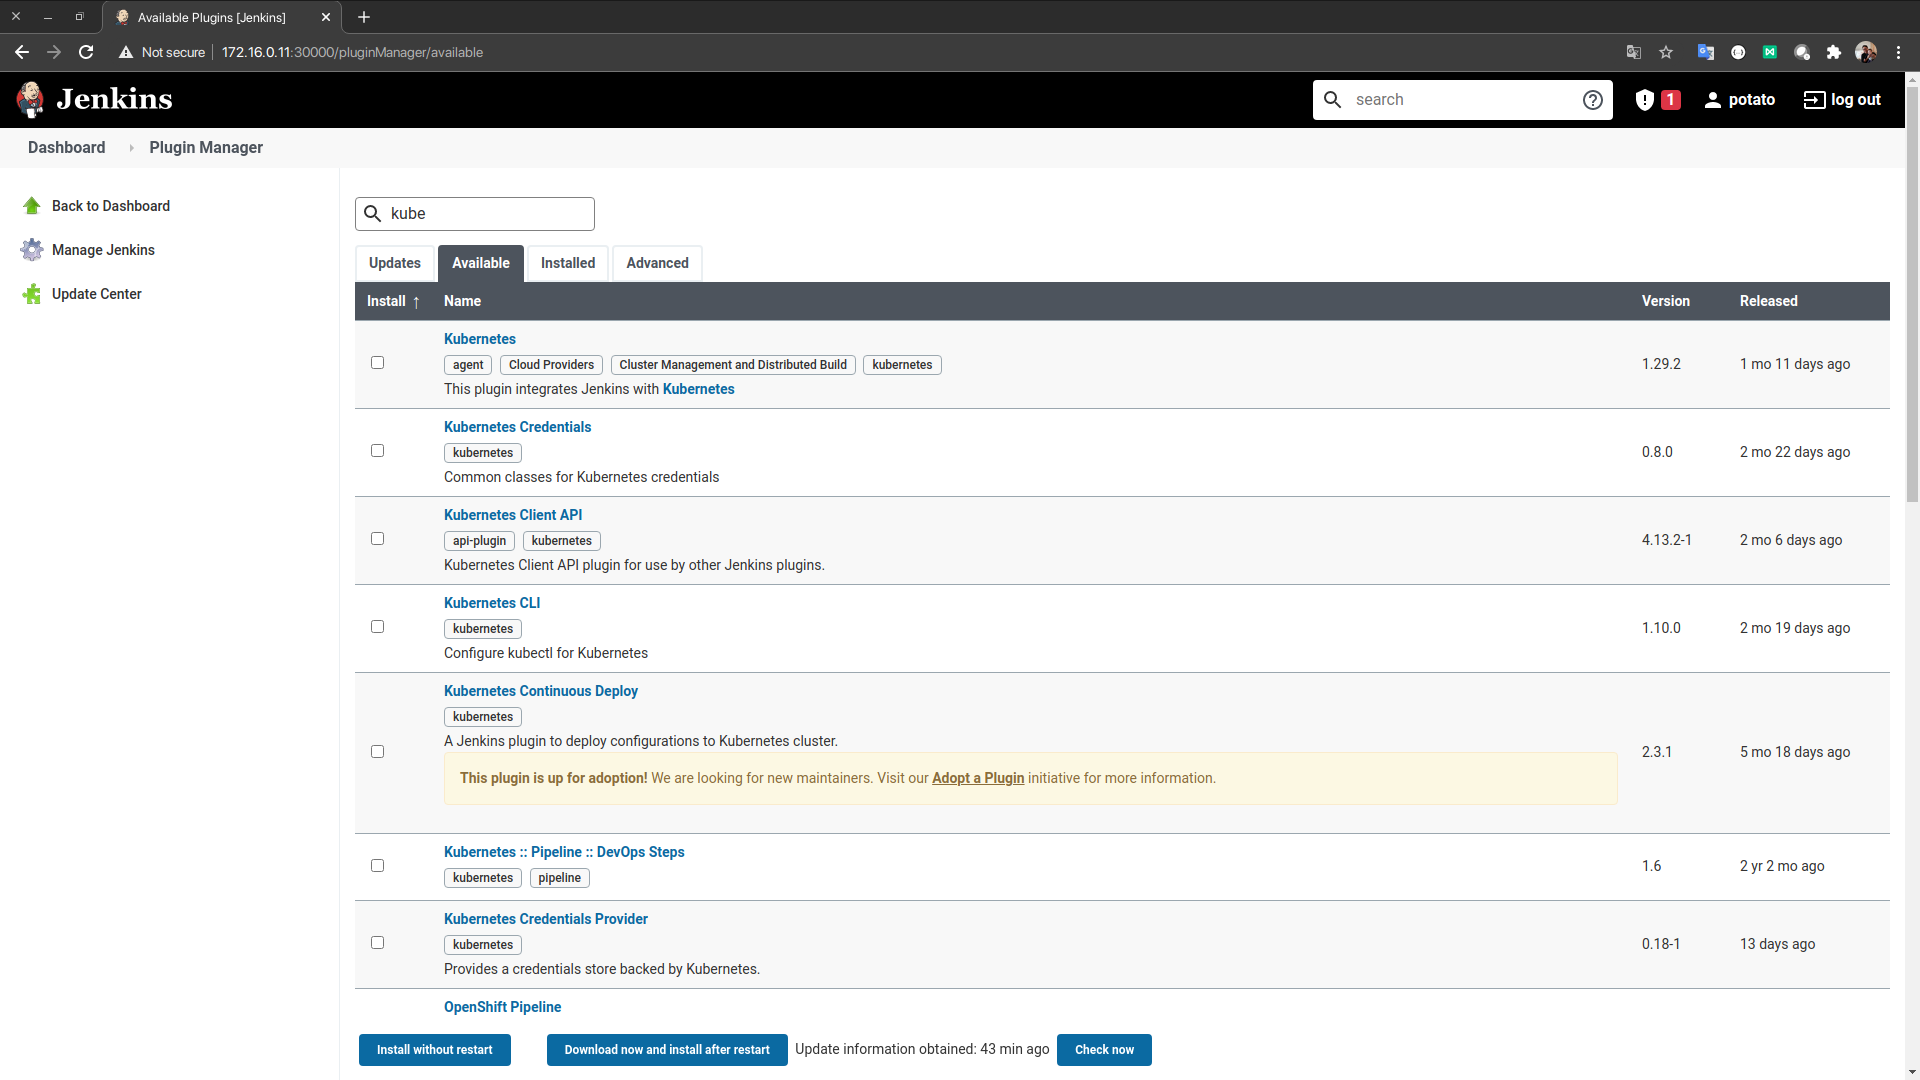 Available Plugins [Jenkins]
Not secure 172.16.0.11:30000/pluginManager/available
Jenkins
search
1
potato
log out
Dashboard
Plugin Manager
Back to Dashboard
Manage Jenkins
Update Center
kube
Updates Available Installed Advanced
Install ↑ Name Version Released
Kubernetes
agent Cloud Providers Cluster Management and Distributed Build kubernetes
This plugin integrates Jenkins with Kubernetes
1.29.2 1 mo 11 days ago
Kubernetes Credentials
kubernetes
Common classes for Kubernetes credentials
0.8.0 2 mo 22 days ago
Kubernetes Client API
api-plugin kubernetes
Kubernetes Client API plugin for use by other Jenkins plugins.
4.13.2-1 2 mo 6 days ago
Kubernetes CLI
kubernetes
Configure kubectl for Kubernetes
1.10.0 2 mo 19 days ago
Kubernetes Continuous Deploy
kubernetes
A Jenkins plugin to deploy configurations to Kubernetes cluster.
This plugin is up for adoption! We are looking for new maintainers. Visit our Adopt a Plugin initiative for more information.
2.3.1 5 mo 18 days ago
Kubernetes :: Pipeline :: DevOps Steps
kubernetes pipeline
1.6 2 yr 2 mo ago
Kubernetes Credentials Provider
kubernetes
Provides a credentials store backed by Kubernetes.
0.18-1 13 days ago
OpenShift Pipeline
Install without restart Download now and install after restart Update information obtained: 43 min ago Check now